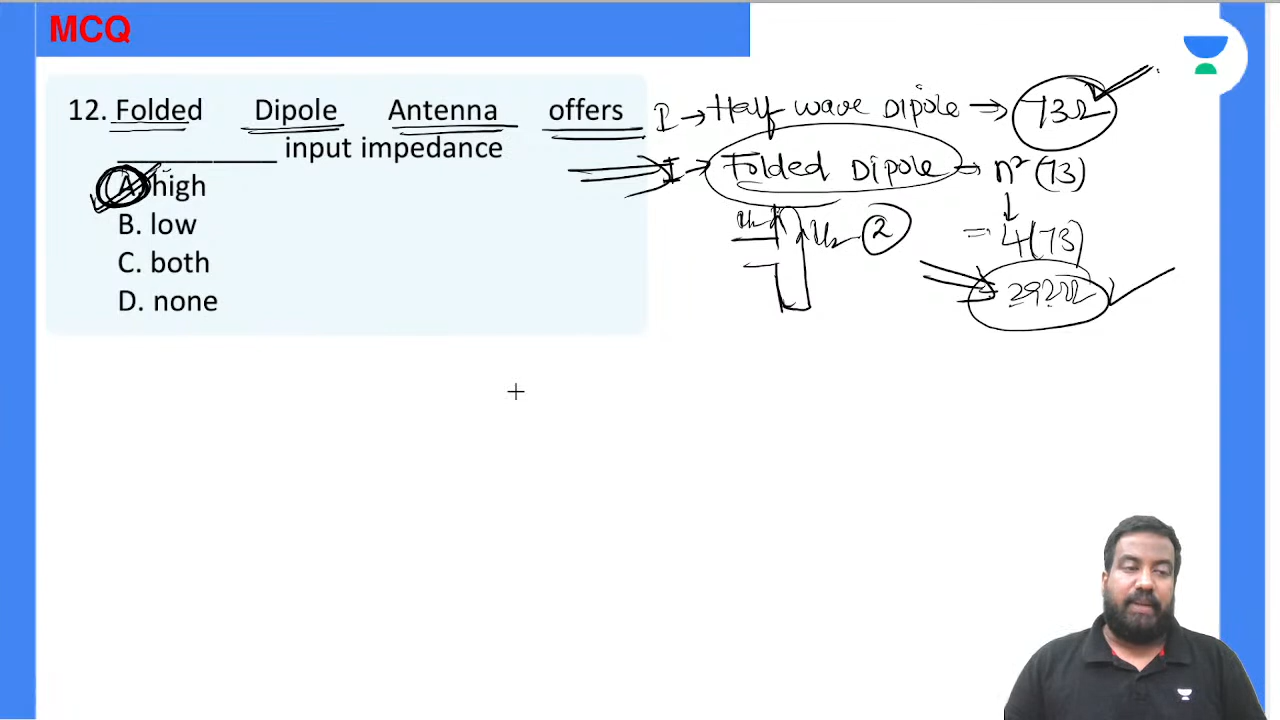 MCQ
12. Folded Dipole Antenna offers
__________ input impedance
A. high
B. low
C. both
D. none
I → Half wave Dipole → 73Ω
I → Folded Dipole → n² (73)
②
= 4(73)
= 292Ω